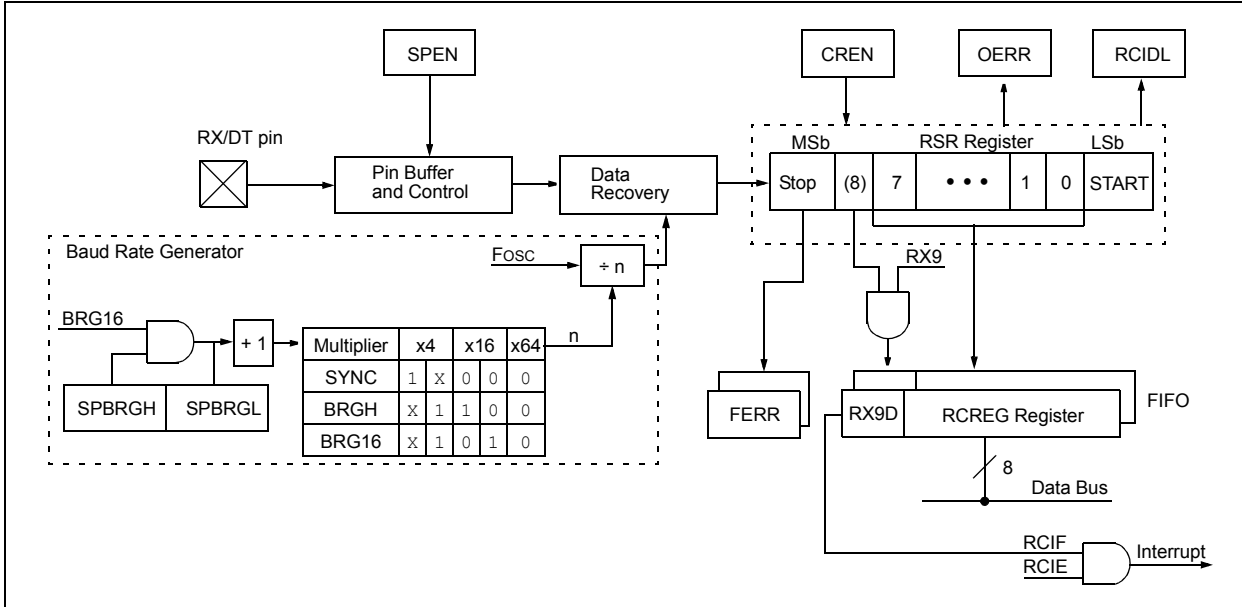 SPEN
CREN
OERR
RCIDL
RX/DT pin
Pin Buffer
and Control
Data
Recovery
MSb RSR Register LSb
Stop (8) 7 • • • 1 0 START
Baud Rate Generator
FOSC
÷ n
RX9
BRG16
+ 1
n
SPBRGH SPBRGL
Multiplier x4 x16 x64
SYNC 1 X 0 0 0
BRGH X 1 1 0 0
BRG16 X 1 0 1 0
FERR
RX9D RCREG Register
FIFO
8
Data Bus
RCIF
RCIE
Interrupt